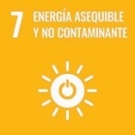 7 ENERGÍA ASEQUIBLE
Y NO CONTAMINANTE